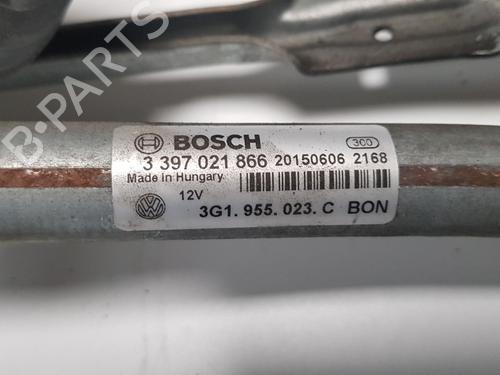 B-PARTS
BOSCH 300
3 397 021 866 20150606 2168
Made in Hungary
12V
3G1. 955. 023. C BON